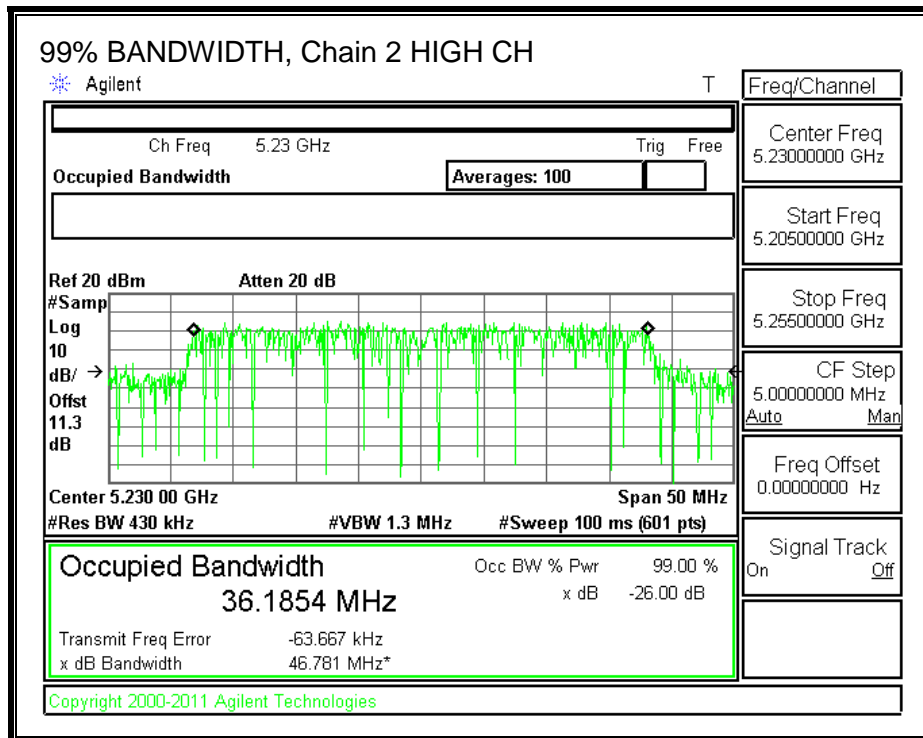 99% BANDWIDTH, Chain 2 HIGH CH
Agilent T
Ch Freq 5.23 GHz Trig Free
Occupied Bandwidth Averages: 100
Ref 20 dBm Atten 20 dB
#Samp
Log
10
dB/
Offst
11.3
dB
Center 5.230 00 GHz Span 50 MHz
#Res BW 430 kHz #VBW 1.3 MHz #Sweep 100 ms (601 pts)
Occupied Bandwidth
36.1854 MHz
Occ BW % Pwr 99.00 %
x dB -26.00 dB
Transmit Freq Error -63.667 kHz
x dB Bandwidth 46.781 MHz*
Copyright 2000-2011 Agilent Technologies
Freq/Channel
Center Freq
5.23000000 GHz
Start Freq
5.20500000 GHz
Stop Freq
5.25500000 GHz
CF Step
5.00000000 MHz
Auto Man
Freq Offset
0.00000000 Hz
Signal Track
On Off